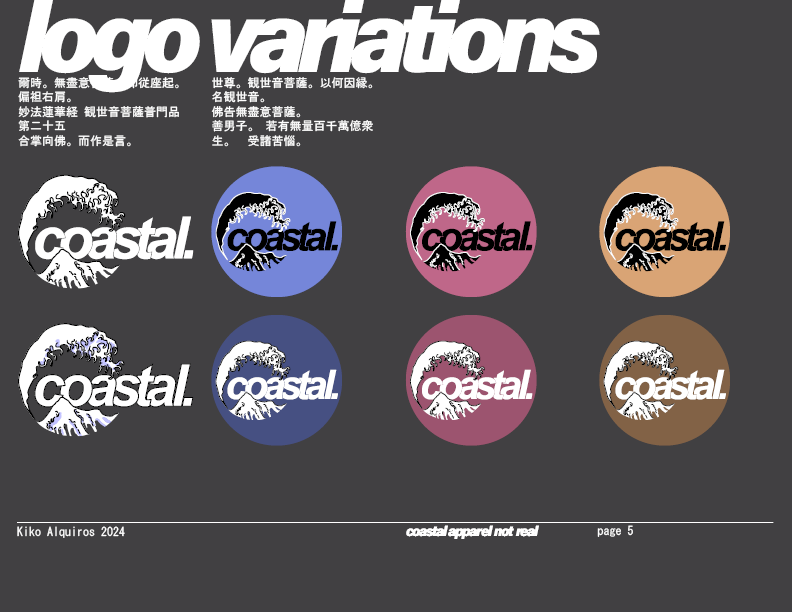 logo variations
爾時。無盡意
即從座起。
偏袒右肩。
妙法蓮華経 観世音菩薩普門品
第二十五
合掌向佛。而作是言。
世尊。観世音菩薩。以何因縁。
名観世音。
佛告無盡意菩薩。
善男子。 若有無量百千萬億衆
生。 受諸苦惱。
coastal.
coastal.
coastal.
coastal.
coastal.
coastal.
coastal.
coastal.
Kiko Alquiros 2024
coastal apparel not real
page 5